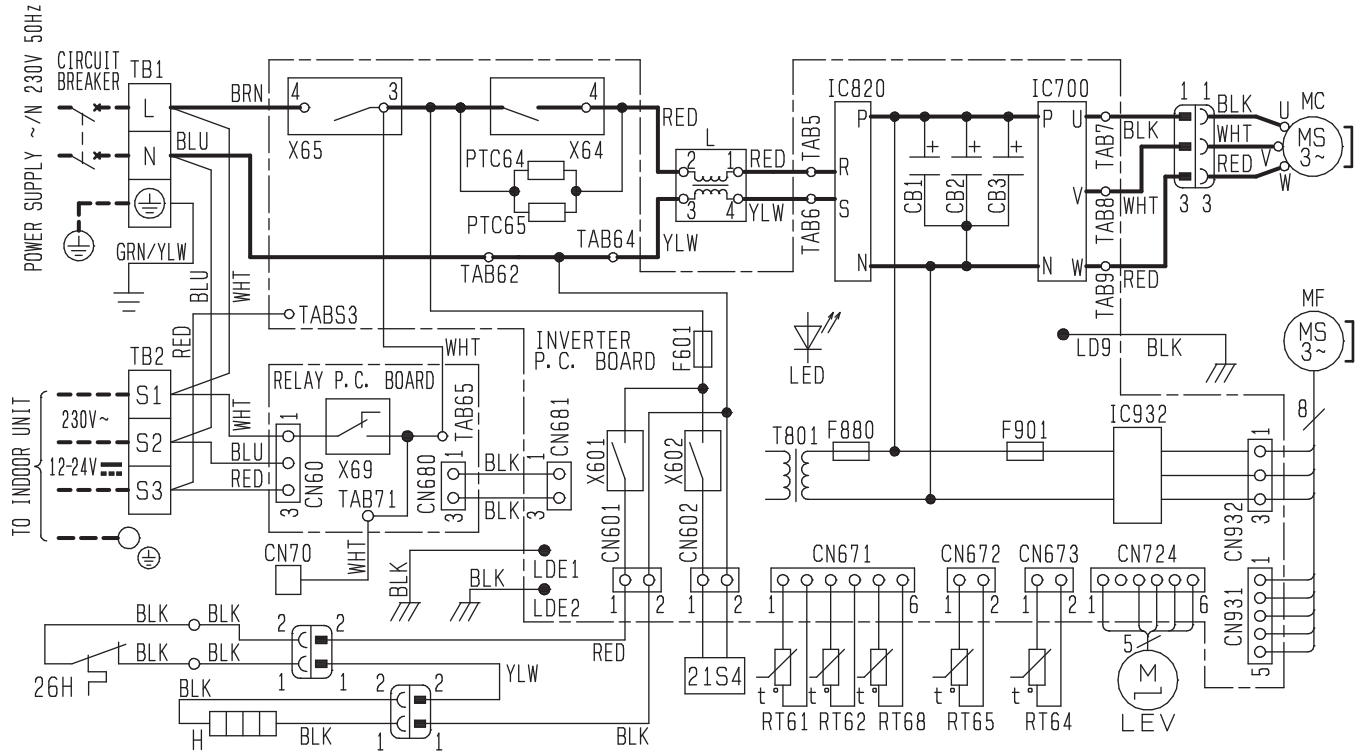 POWER SUPPLY ~/N 230V 50Hz
CIRCUIT
BREAKER
TB1
L
N
BRN
BLU
GRN/YLW
BLU
WHT
RED
4
3
X65
4
X64
PTC64
PTC65
TAB62
TAB64
RED
YLW
L
2
1
3
4
RED
YLW
TAB5
TAB6
IC820
P
R
S
N
CB1
+
CB2
+
CB3
+
IC700
P
U
V
N
W
TAB7
TAB8
TAB9
BLK
WHT
RED
1
1
3
3
BLK
WHT
RED
U
V
W
MC
MS
3~
MF
MS
3~
8
TABS3
INVERTER
P.C. BOARD
WHT
F601
LED
LD9
BLK
TB2
S1
S2
S3
230V~
12-24V
TO INDOOR UNIT
WHT
BLU
RED
RELAY P.C. BOARD
1
CN60
3
X69
TAB71
TAB65
CN680
1
3
BLK
BLK
CN681
1
3
CN70
WHT
BLK
BLK
LDE1
LDE2
X601
X602
CN601
CN602
1
2
1
2
T801
F880
F901
IC932
1
CN932
3
CN671
1
6
CN672
1
2
CN673
1
2
CN724
1
6
5
1
CN931
5
BLK
BLK
BLK
BLK
26H
2
2
1
1
RED
YLW
BLK
2
2
1
1
H
BLK
BLK
21S4
t°
RT61
t°
RT62
t°
RT68
t°
RT65
t°
RT64
M
LEV